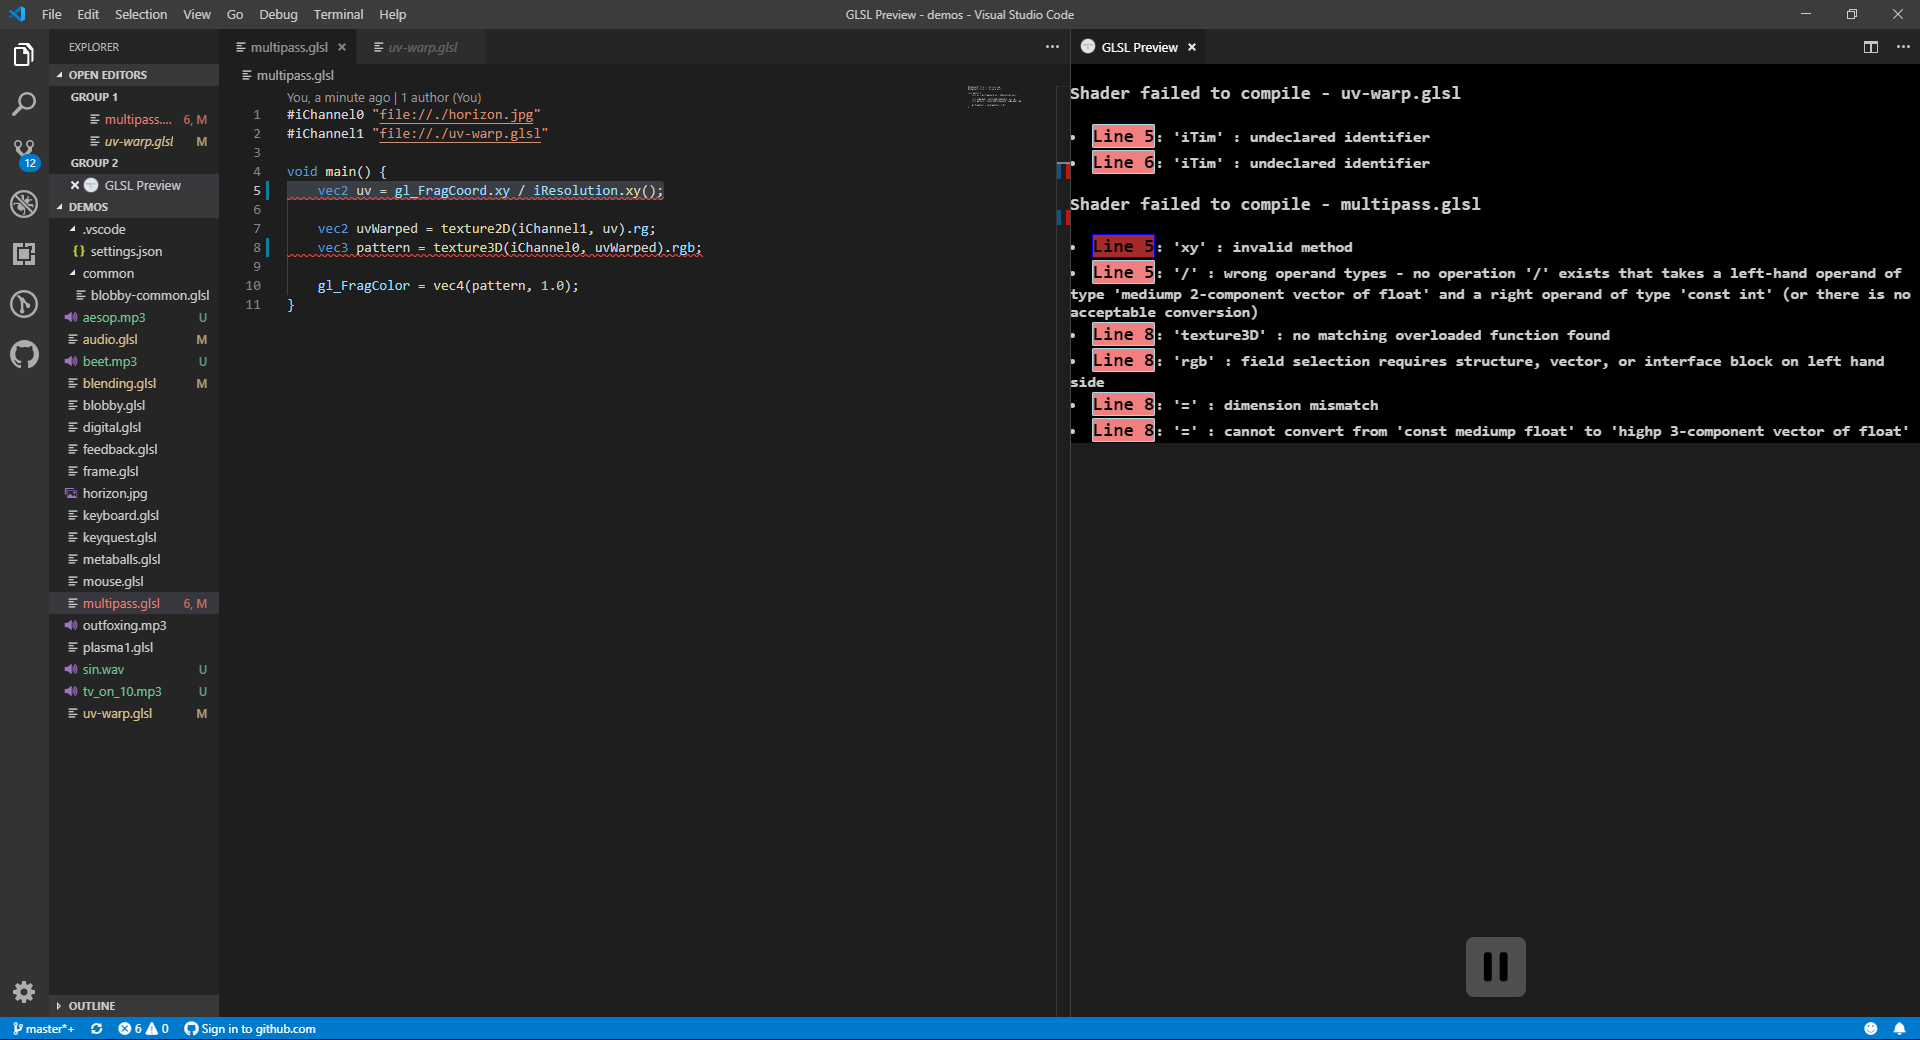 File Edit Selection View Go Debug Terminal Help
GLSL Preview - demos - Visual Studio Code
EXPLORER
OPEN EDITORS
GROUP 1
multipass.... 6, M
uv-warp.glsl M
GROUP 2
GLSL Preview
DEMOS
.vscode
settings.json
common
blobby-common.glsl
aesop.mp3 U
audio.glsl M
beet.mp3 U
blending.glsl M
blobby.glsl
digital.glsl
feedback.glsl
frame.glsl
horizon.jpg
keyboard.glsl
keyquest.glsl
metaballs.glsl
mouse.glsl
multipass.glsl 6, M
outfoxing.mp3
plasma1.glsl
sin.wav U
tv_on_10.mp3 U
uv-warp.glsl M
OUTLINE
12
multipass.glsl uv-warp.glsl
multipass.glsl
You, a minute ago | 1 author (You)
1 #iChannel0 "file://./horizon.jpg"
2 #iChannel1 "file://./uv-warp.glsl"
3
4 void main() {
5 vec2 uv = gl_FragCoord.xy / iResolution.xy();
6
7 vec2 uvWarped = texture2D(iChannel1, uv).rg;
8 vec3 pattern = texture3D(iChannel0, uvWarped).rgb;
9
10 gl_FragColor = vec4(pattern, 1.0);
11 }
GLSL Preview
Shader failed to compile - uv-warp.glsl
• Line 5: 'iTim' : undeclared identifier
• Line 6: 'iTim' : undeclared identifier
Shader failed to compile - multipass.glsl
• Line 5: 'xy' : invalid method
• Line 5: '/' : wrong operand types - no operation '/' exists that takes a left-hand operand of
type 'mediump 2-component vector of float' and a right operand of type 'const int' (or there is no
acceptable conversion)
• Line 8: 'texture3D' : no matching overloaded function found
• Line 8: 'rgb' : field selection requires structure, vector, or interface block on left hand
side
• Line 8: '=' : dimension mismatch
• Line 8: '=' : cannot convert from 'const mediump float' to 'highp 3-component vector of float'
master*+ 6 0 Sign in to github.com